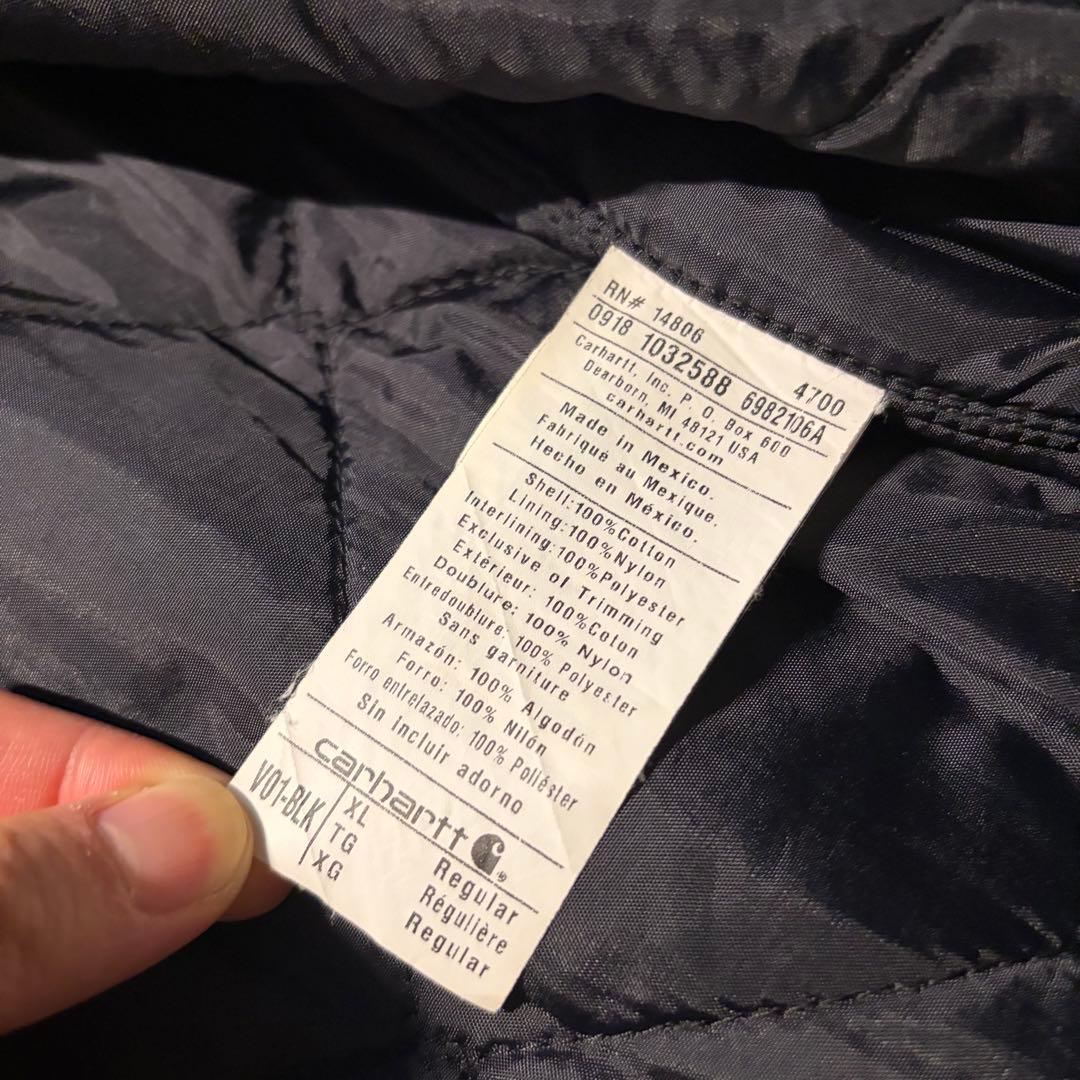 RN# 14806 4700
0918 1032588 6982106A
Carhartt, Inc. P. O. Box 600
Dearborn, MI 48121 USA
carhartt.com
Made in Mexico.
Fabriqué au Mexique.
Hecho en México.
Shell:100%Cotton
Lining:100%Nylon
Interlining:100%Polyester
Exclusive of Trimming
Extérieur: 100%Coton
Doublure: 100% Nylon
Entredoublure: 100% Polyester
Sans garniture
Armazón: 100% Algodón
Forro: 100% Nilón
Forro entrelazado: 100% Poliéster
Sin Incluir adorno
carhartt ®
V01-BLK XL Regular
TG Régulière
XG Regular